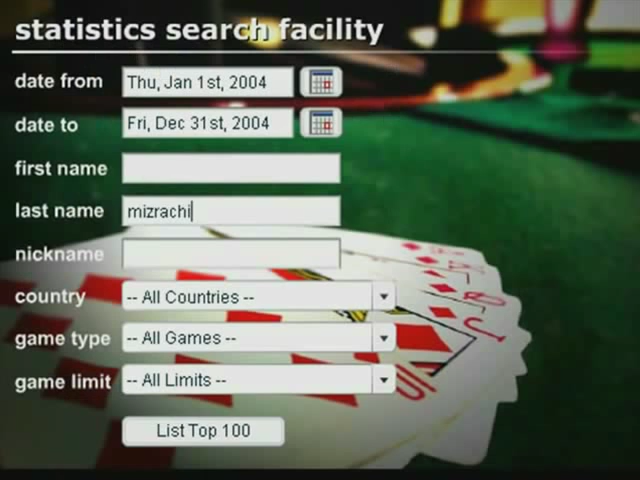 statistics search facility
date from Thu, Jan 1st, 2004
date to Fri, Dec 31st, 2004
first name
last name mizrachi
nickname
country -- All Countries --
game type -- All Games --
game limit -- All Limits --
List Top 100